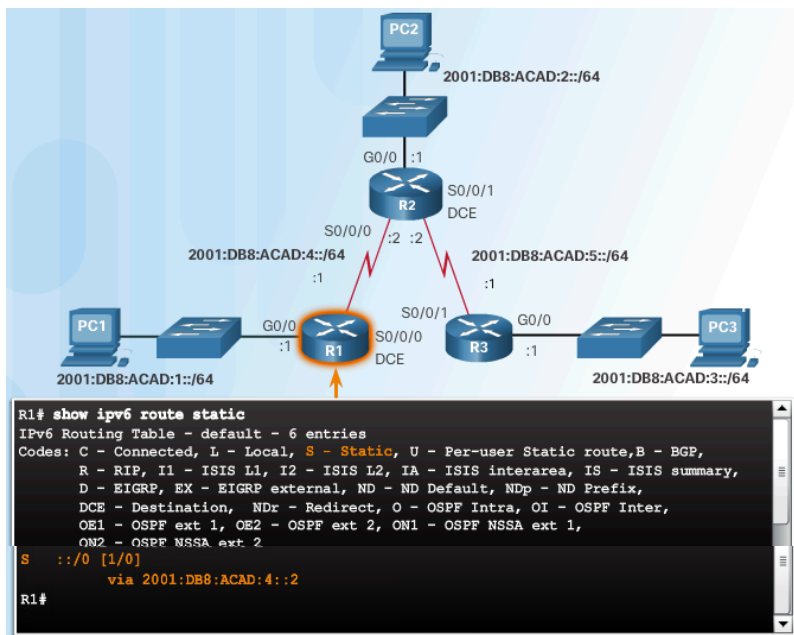 PC2
2001:DB8:ACAD:2::/64
G0/0 :1
S0/0/1
R2
DCE
S0/0/0
:2 :2
2001:DB8:ACAD:4::/64
2001:DB8:ACAD:5::/64
:1
:1
PC1
G0/0
:1
R1
S0/0/0
DCE
S0/0/1
R3
G0/0
:1
PC3
2001:DB8:ACAD:1::/64
2001:DB8:ACAD:3::/64
R1# show ipv6 route static
IPv6 Routing Table - default - 6 entries
Codes: C - Connected, L - Local, S - Static, U - Per-user Static route,B - BGP,
R - RIP, I1 - ISIS L1, I2 - ISIS L2, IA - ISIS interarea, IS - ISIS summary,
D - EIGRP, EX - EIGRP external, ND - ND Default, NDp - ND Prefix,
DCE - Destination, NDr - Redirect, O - OSPF Intra, OI - OSPF Inter,
OE1 - OSPF ext 1, OE2 - OSPF ext 2, ON1 - OSPF NSSA ext 1,
ON2 - OSPF NSSA ext 2
S ::/0 [1/0]
via 2001:DB8:ACAD:4::2
R1#